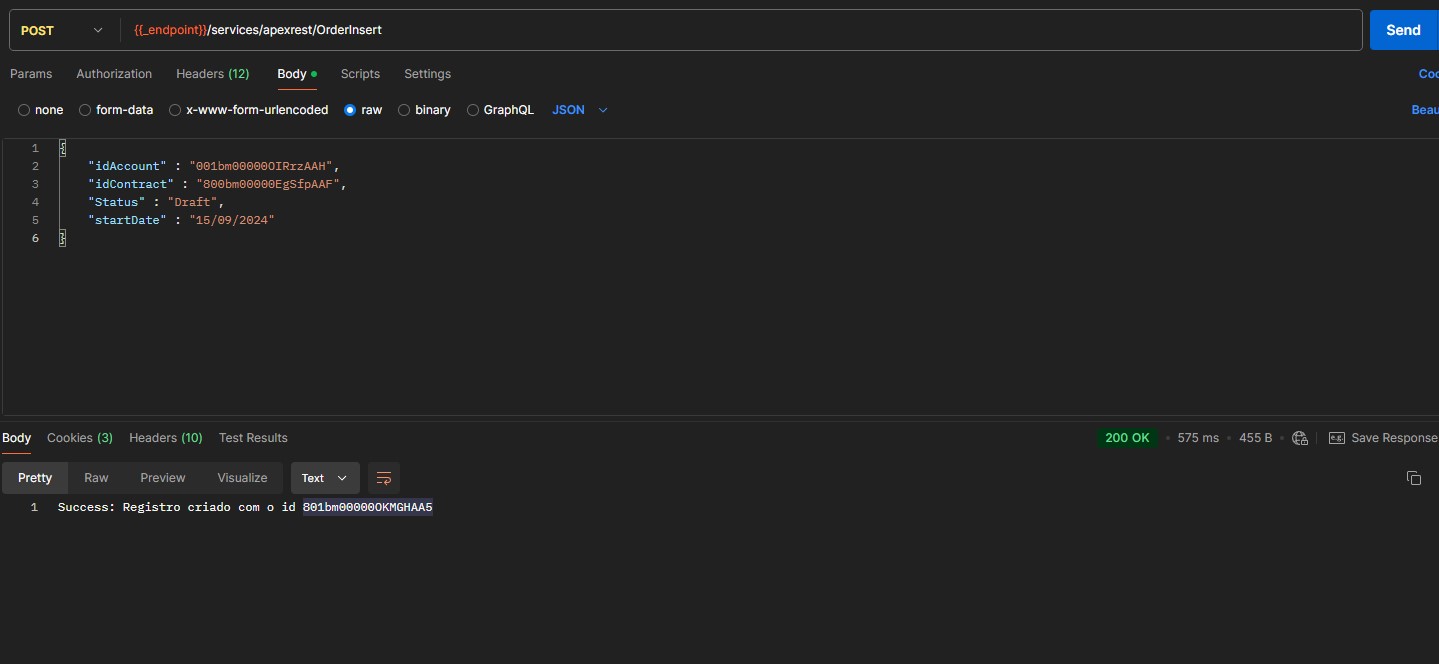 POST {{_endpoint}}/services/apexrest/OrderInsert Send
Params Authorization Headers (12) Body Scripts Settings Coo
none form-data x-www-form-urlencoded raw binary GraphQL JSON Beau
1 {
2 "idAccount" : "001bm00000OIRrzAAH",
3 "idContract" : "800bm00000EgSfpAAF",
4 "Status" : "Draft",
5 "startDate" : "15/09/2024"
6 }
Body Cookies (3) Headers (10) Test Results 200 OK 575 ms 455 B e.g. Save Response
Pretty Raw Preview Visualize Text
1 Success: Registro criado com o id 801bm00000OKMGHAA5